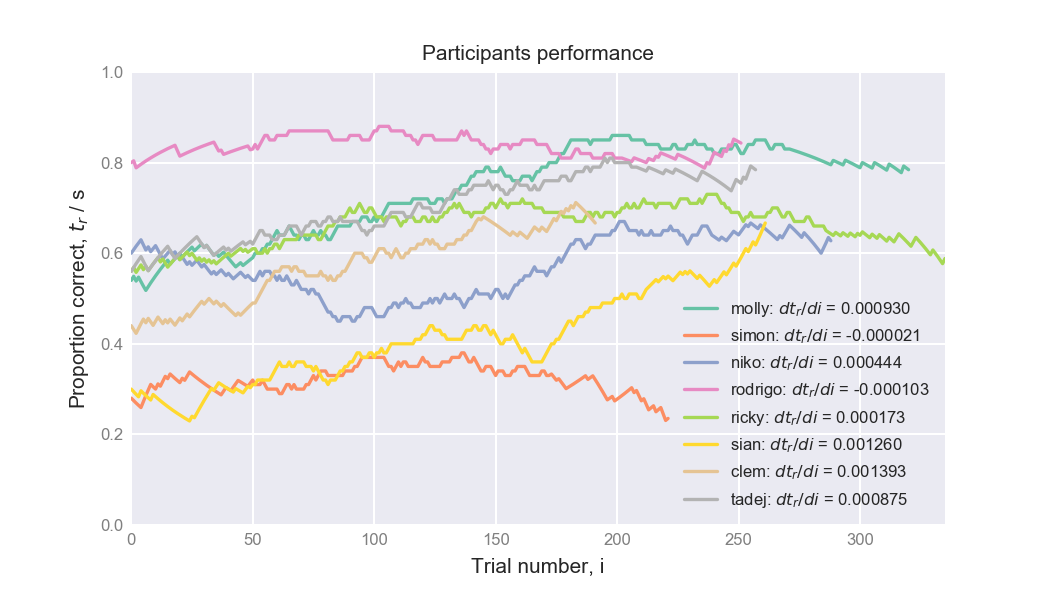 Participants performance
1.0
0.8
0.6
0.4
0.2
0.0
Proportion correct, t_r / s
0 50 100 150 200 250 300
Trial number, i
molly: dt_r/di = 0.000930
simon: dt_r/di = -0.000021
niko: dt_r/di = 0.000444
rodrigo: dt_r/di = -0.000103
ricky: dt_r/di = 0.000173
sian: dt_r/di = 0.001260
clem: dt_r/di = 0.001393
tadej: dt_r/di = 0.000875